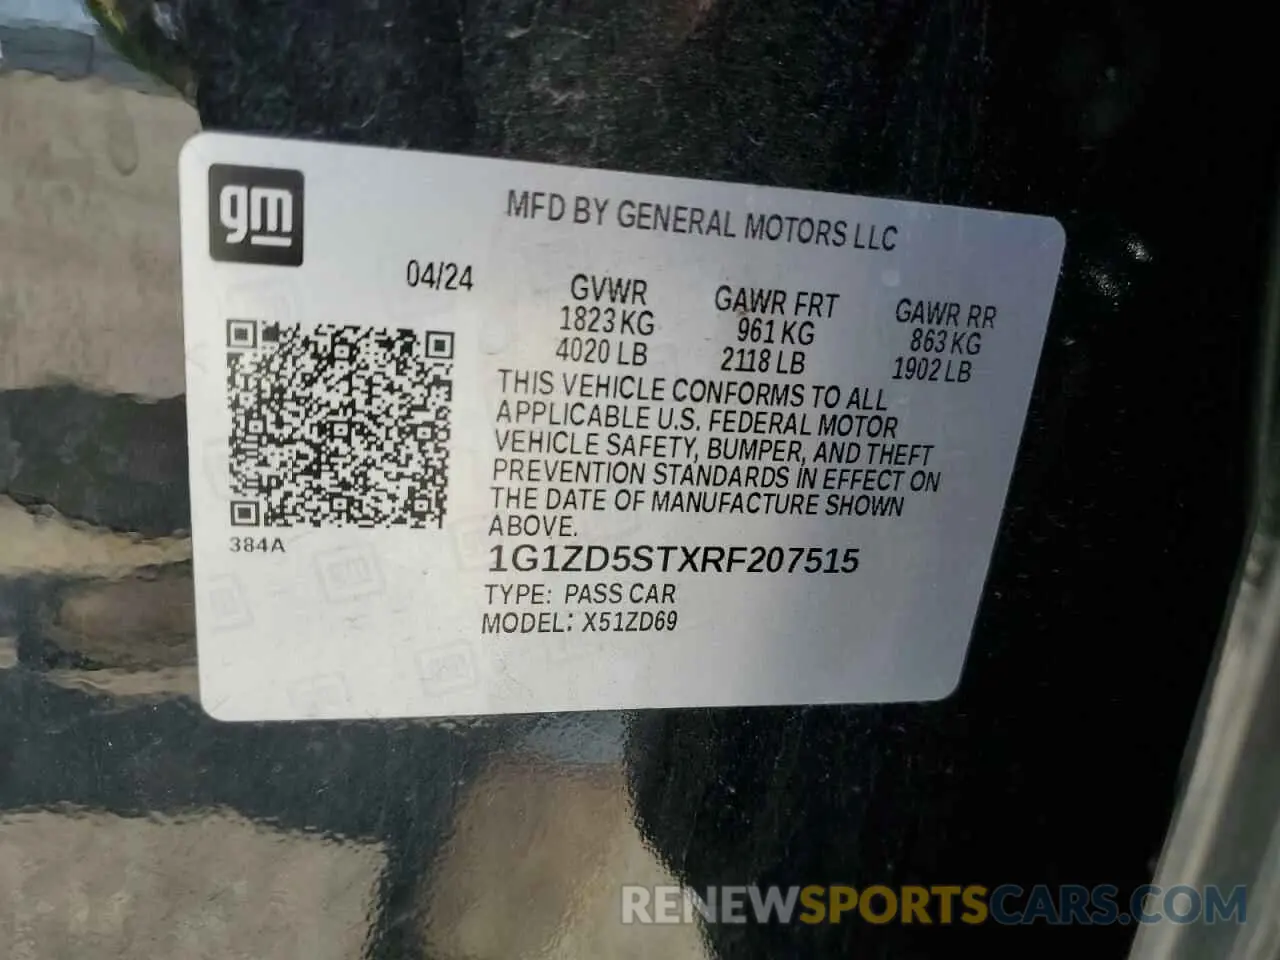 gm
MFD BY GENERAL MOTORS LLC
04/24
GVWR
1823 KG
4020 LB
GAWR FRT
961 KG
2118 LB
GAWR RR
863 KG
1902 LB
THIS VEHICLE CONFORMS TO ALL
APPLICABLE U.S. FEDERAL MOTOR
VEHICLE SAFETY, BUMPER, AND THEFT
PREVENTION STANDARDS IN EFFECT ON
THE DATE OF MANUFACTURE SHOWN
ABOVE.
384A
1G1ZD5STXRF207515
TYPE: PASS CAR
MODEL: X51ZD69
RENEWSPORTSCARS.COM